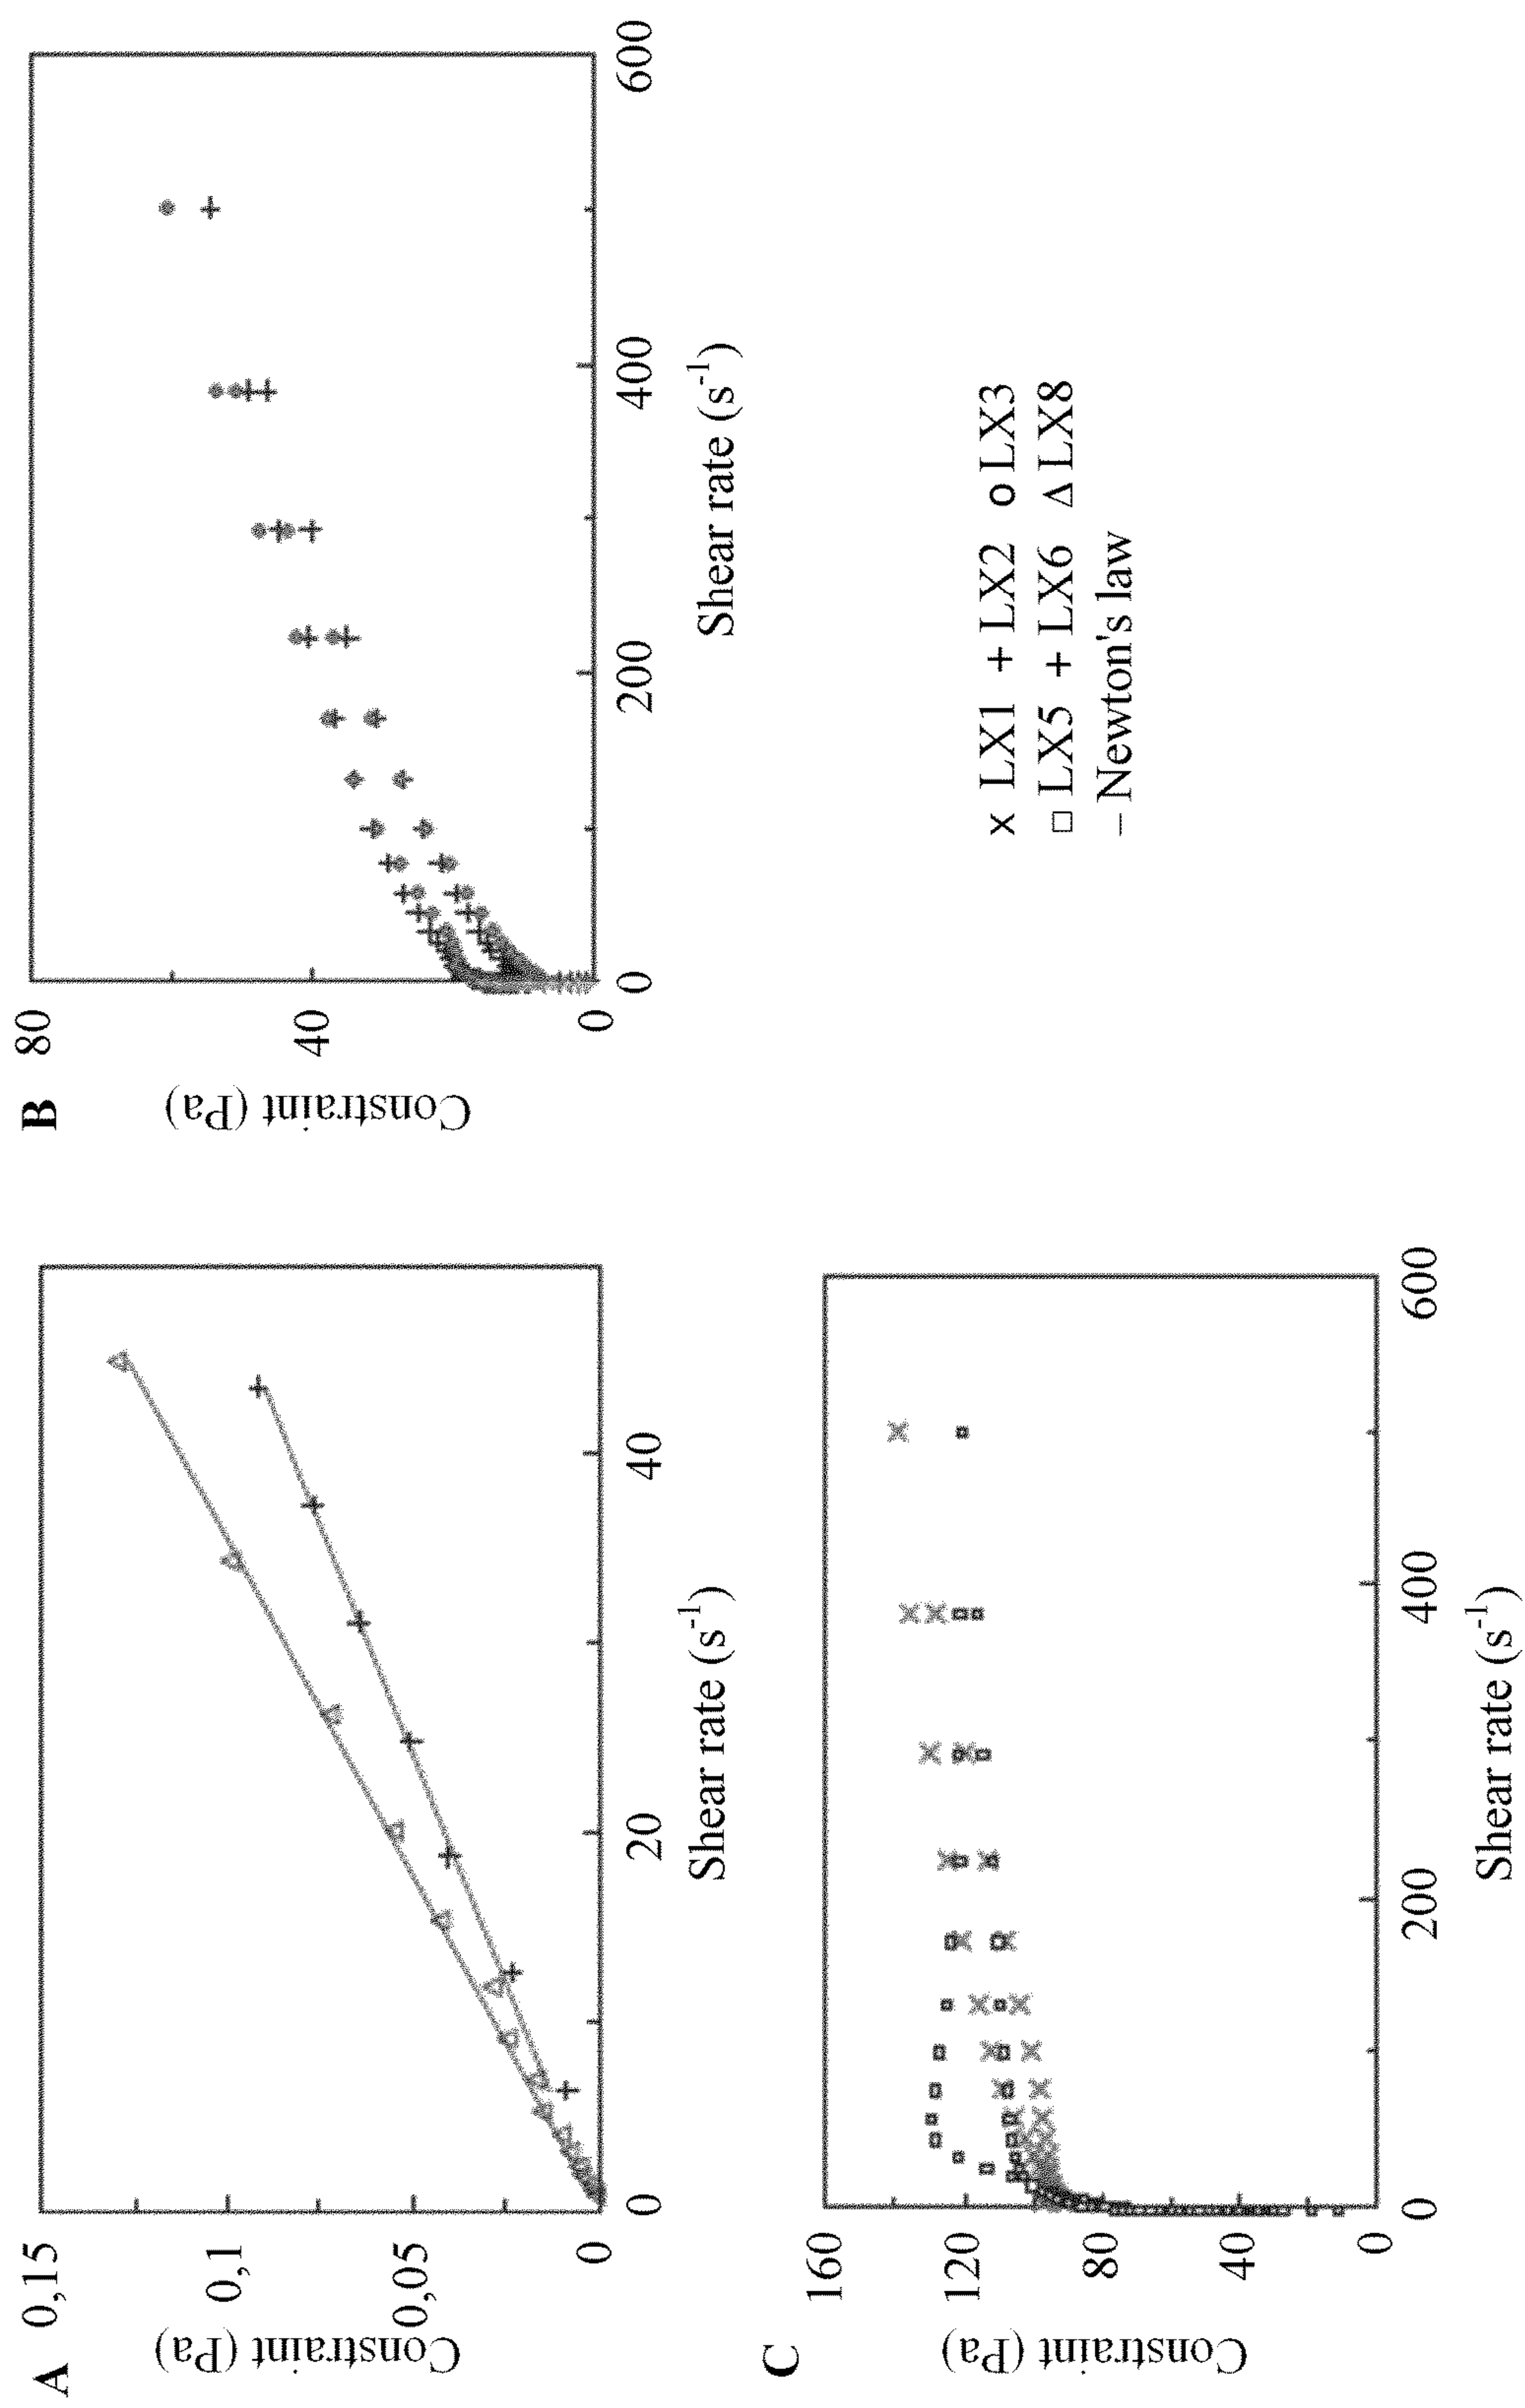 A
Constraint (Pa)
0,15
0,1
0,05
0
0
20
40
Shear rate (s-1)
B
Constraint (Pa)
80
40
0
0
200
400
600
Shear rate (s-1)
C
Constraint (Pa)
160
120
80
40
0
0
200
400
600
Shear rate (s-1)
x LX1 + LX2 o LX3
□ LX5 + LX6 Δ LX8
– Newton's law